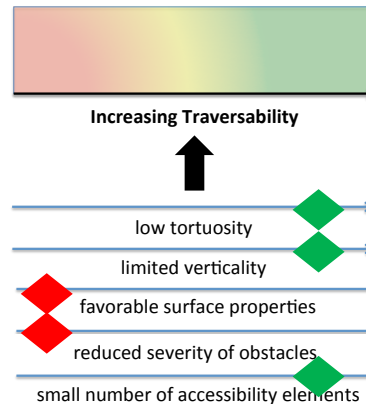 Increasing Traversability
low tortuosity
limited verticality
favorable surface properties
reduced severity of obstacles
small number of accessibility elements